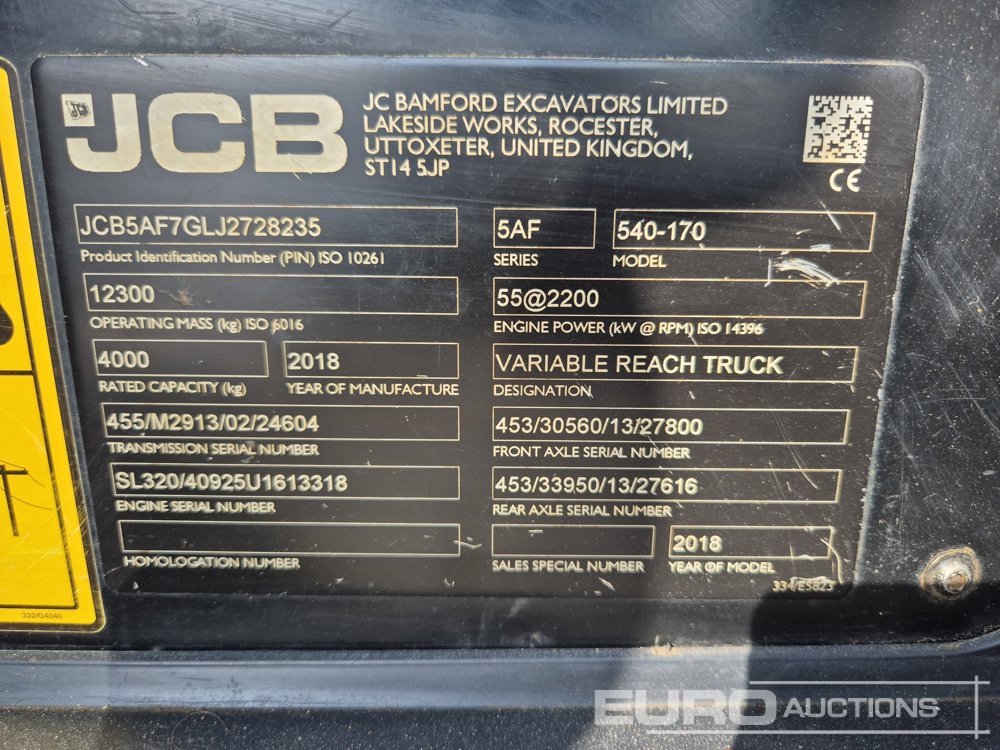 JCB
JC BAMFORD EXCAVATORS LIMITED
LAKESIDE WORKS, ROCESTER,
UTTOXETER, UNITED KINGDOM,
ST14 5JP
CE
JCB5AF7GLJ2728235
Product Identification Number (PIN) ISO 10261
5AF
SERIES
540-170
MODEL
12300
OPERATING MASS (kg) ISO 6016
55@2200
ENGINE POWER (kW @ RPM) ISO 14396
4000
RATED CAPACITY (kg)
2018
YEAR OF MANUFACTURE
VARIABLE REACH TRUCK
DESIGNATION
455/M2913/02/24604
TRANSMISSION SERIAL NUMBER
453/30560/13/27800
FRONT AXLE SERIAL NUMBER
SL320/40925U1613318
ENGINE SERIAL NUMBER
453/33950/13/27616
REAR AXLE SERIAL NUMBER
HOMOLOGATION NUMBER
SALES SPECIAL NUMBER
2018
YEAR OF MODEL
334/E5823
332/G4040
EURO AUCTIONS